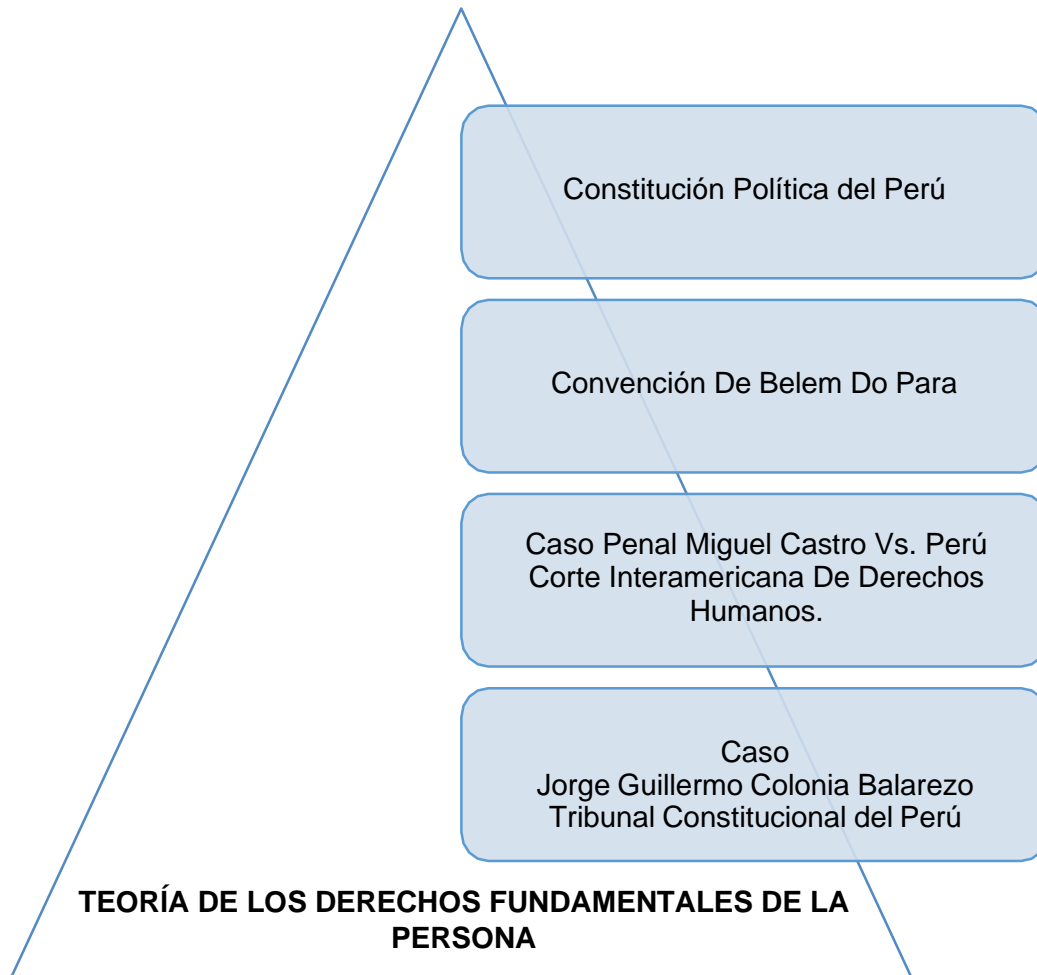 Constitución Política del Perú
Convención De Belem Do Para
Caso Penal Miguel Castro Vs. Perú
Corte Interamericana De Derechos
Humanos.
Caso
Jorge Guillermo Colonia Balarezo
Tribunal Constitucional del Perú
TEORÍA DE LOS DERECHOS FUNDAMENTALES DE LA
PERSONA